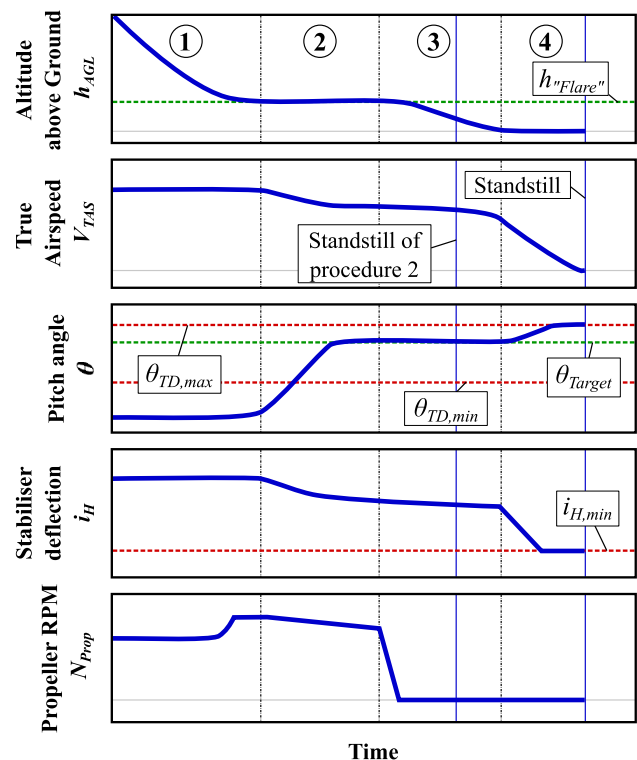 Altitude
above Ground
h_AGL
1
2
3
4
h_"Flare"
True
Airspeed
V_TAS
Standstill
Standstill of
procedure 2
Pitch angle
θ
θ_TD,max
θ_TD,min
θ_Target
Stabiliser
deflection
i_H
i_H,min
Propeller RPM
N_Prop
Time